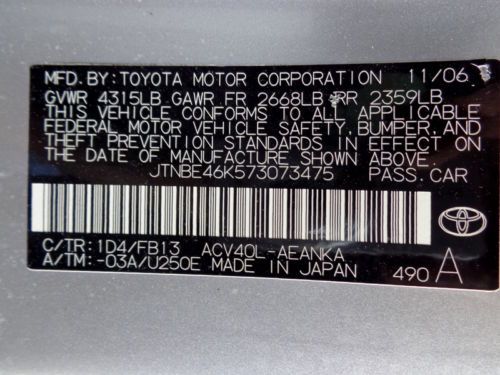 MFD. BY: TOYOTA MOTOR CORPORATION 11/06
GVWR 4315LB GAWR FR 2668LB RR 2359LB
THIS VEHICLE CONFORMS TO ALL APPLICABLE
FEDERAL MOTOR VEHICLE SAFETY, BUMPER, AND
THEFT PREVENTION STANDARDS IN EFFECT ON
THE DATE OF MANUFACTURE SHOWN ABOVE.
JTNBE46K573073475 PASS. CAR
C/TR: 1D4/FB13 ACV40L-AEANKA
A/TM: -03A/U250E MADE IN JAPAN 490 A